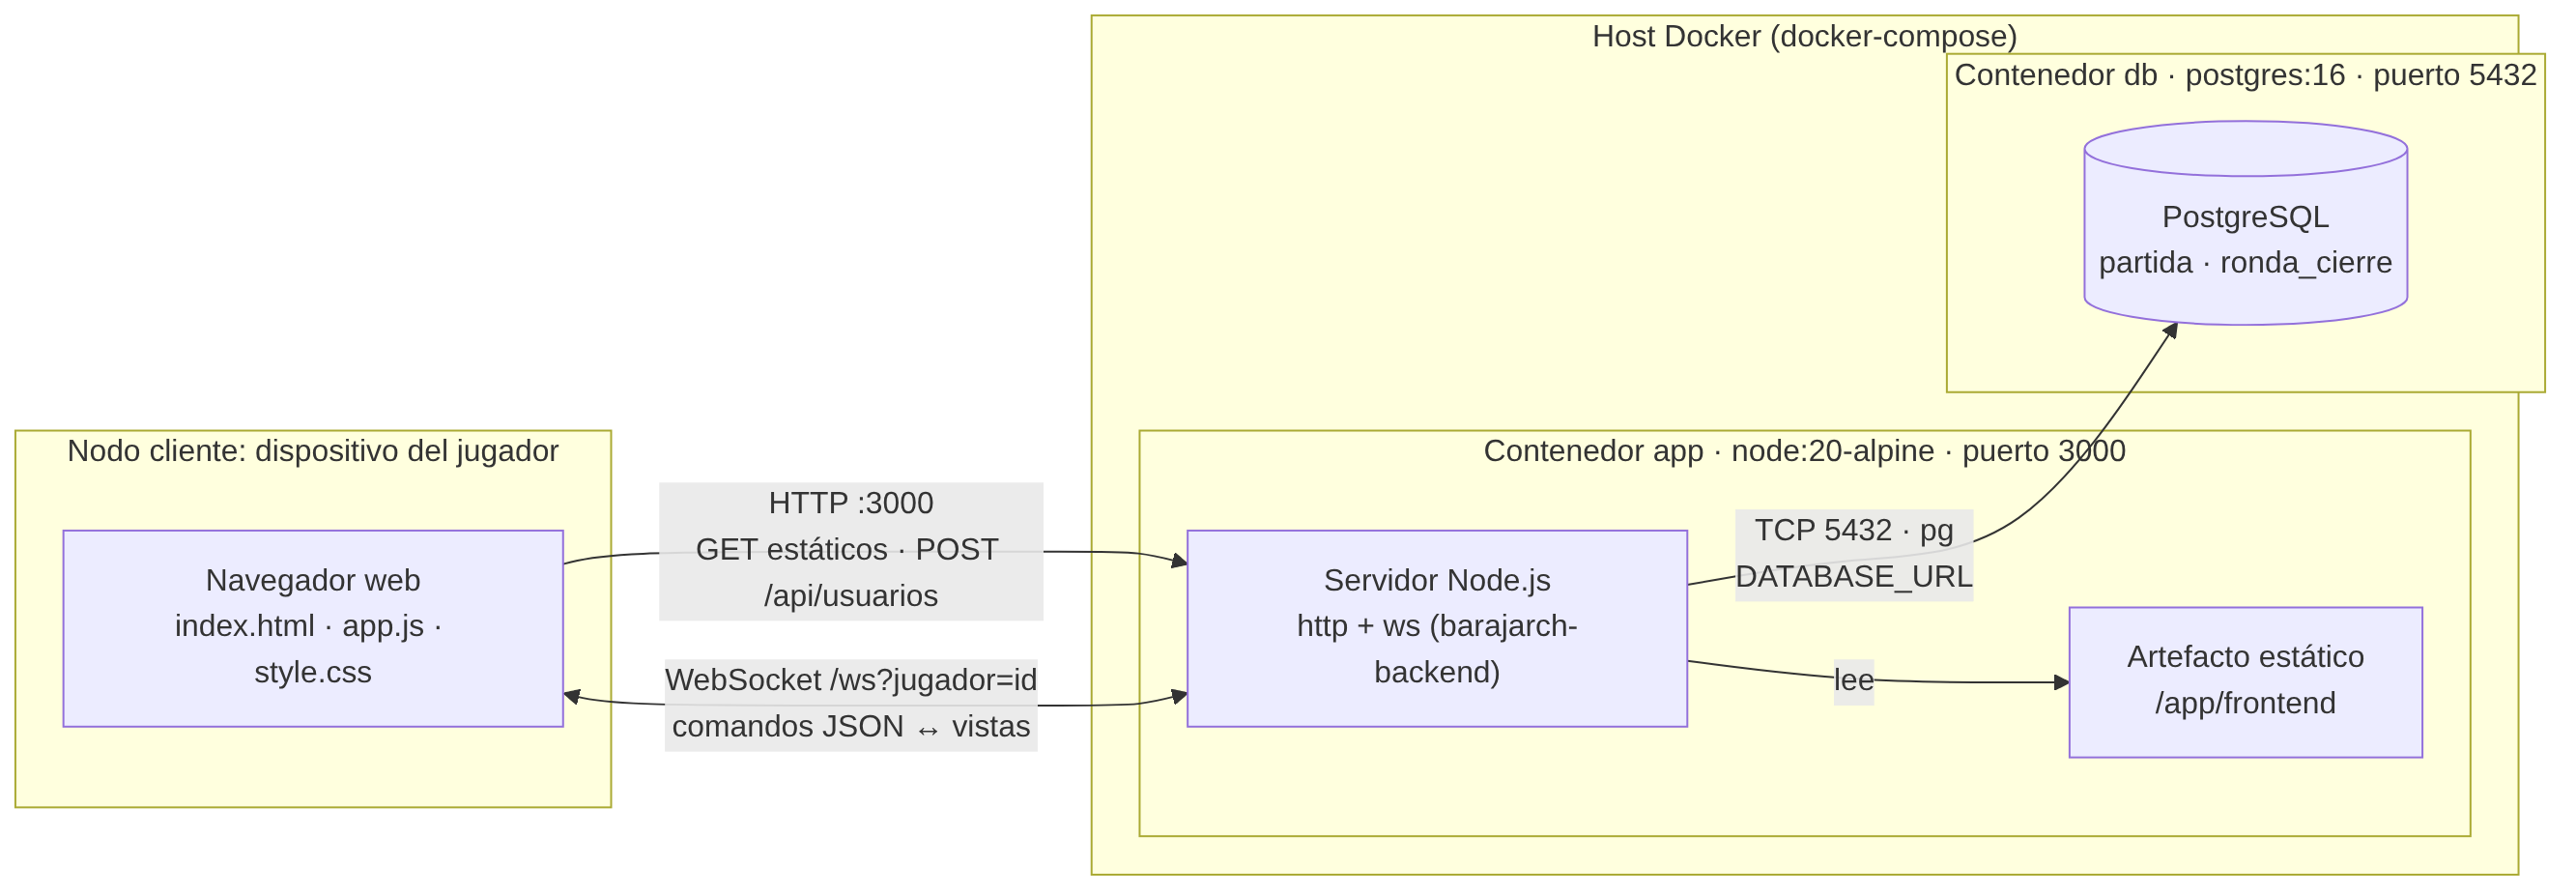 Host Docker (docker-compose)
Contenedor db · postgres:16 · puerto 5432
PostgreSQL
partida · ronda_cierre
Nodo cliente: dispositivo del jugador
Navegador web
index.html · app.js ·
style.css
HTTP :3000
GET estáticos · POST
/api/usuarios
WebSocket /ws?jugador=id
comandos JSON ↔ vistas
Contenedor app · node:20-alpine · puerto 3000
Servidor Node.js
http + ws (barajarch-
backend)
TCP 5432 · pg
DATABASE_URL
lee
Artefacto estático
/app/frontend